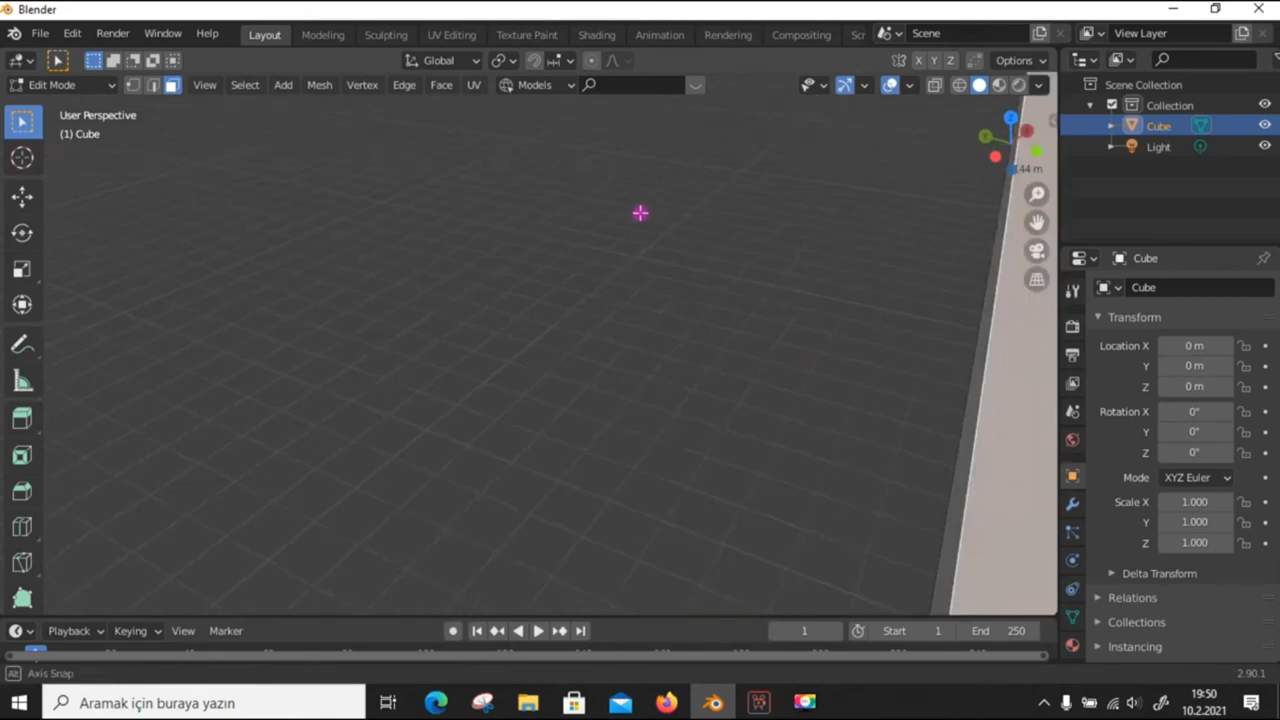 Blender
File Edit Render Window Help Layout Modeling Sculpting UV Editing Texture Paint Shading Animation Rendering Compositing Scr Scene View Layer
Global X Y Z Options
Edit Mode View Select Add Mesh Vertex Edge Face UV Models
User Perspective
(1) Cube
Z
44 m
Scene Collection
Collection
Cube
Light
Cube
Cube
Transform
Location X 0 m
Y 0 m
Z 0 m
Rotation X 0°
Y 0°
Z 0°
Mode XYZ Euler
Scale X 1.000
Y 1.000
Z 1.000
Delta Transform
Relations
Collections
Instancing
Playback Keying View Marker 1 Start 1 End 250
Alt Axis Snap 2.90.1
Aramak için buraya yazın
19:50
10.2.2021